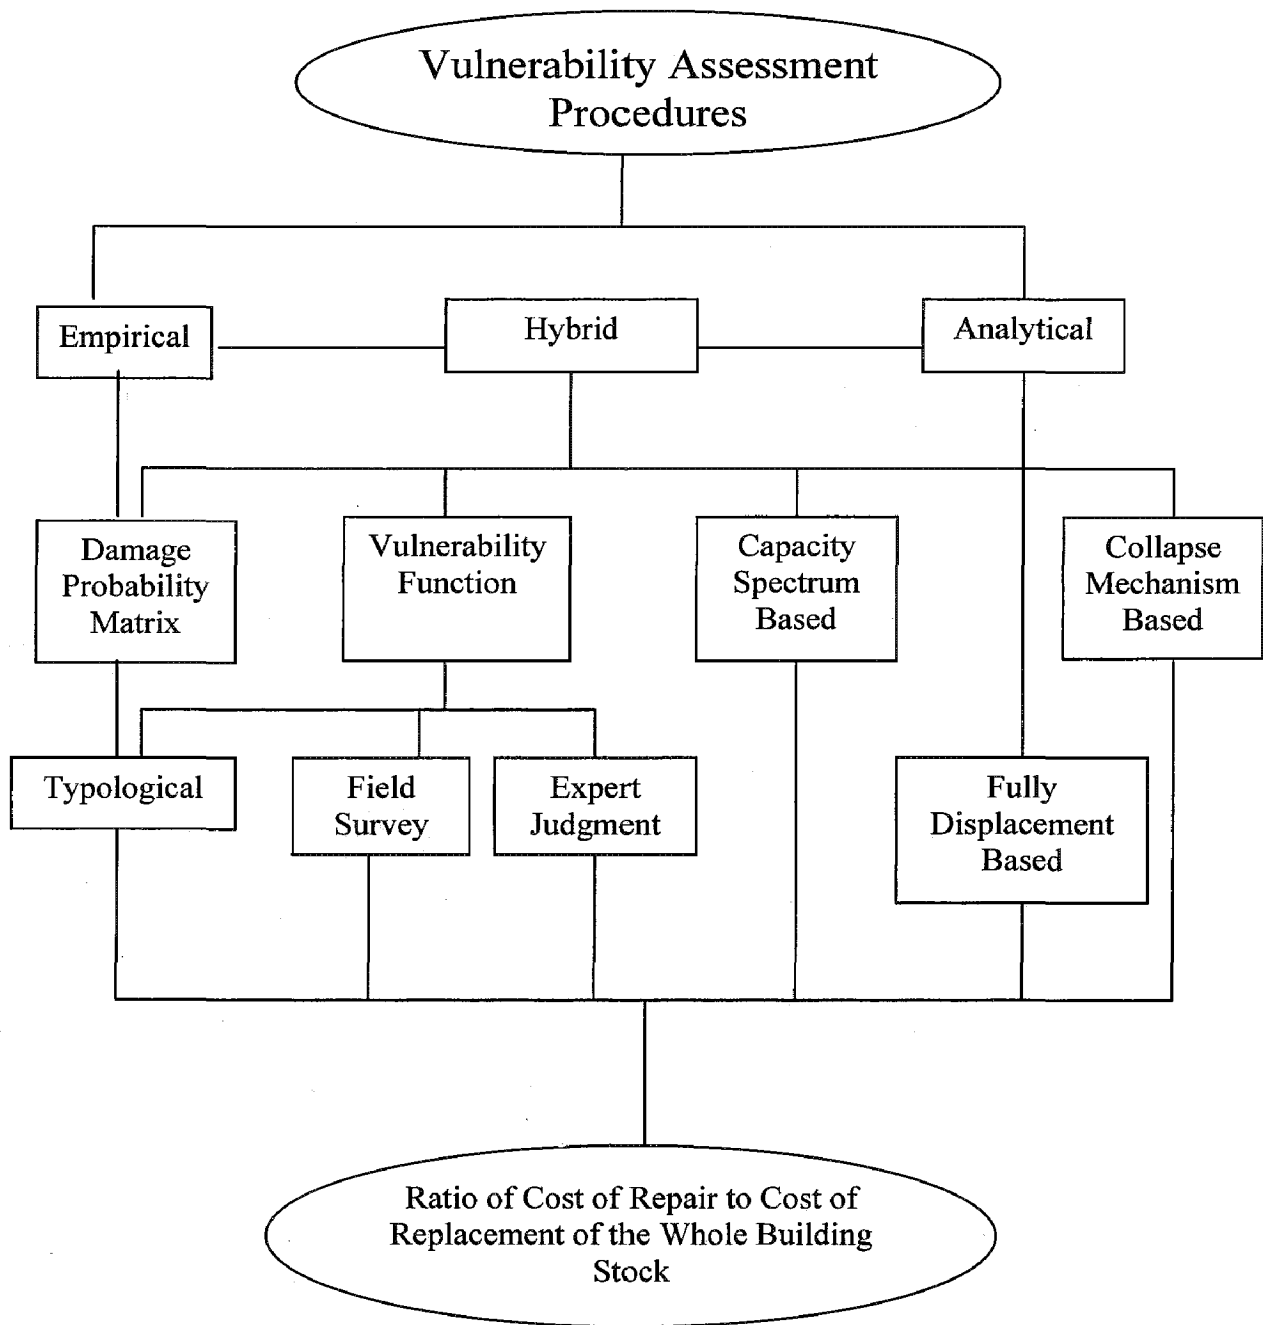 Vulnerability Assessment
Procedures
Empirical
Hybrid
Analytical
Damage
Probability
Matrix
Vulnerability
Function
Capacity
Spectrum
Based
Collapse
Mechanism
Based
Typological
Field
Survey
Expert
Judgment
Fully
Displacement
Based
Ratio of Cost of Repair to Cost of
Replacement of the Whole Building
Stock